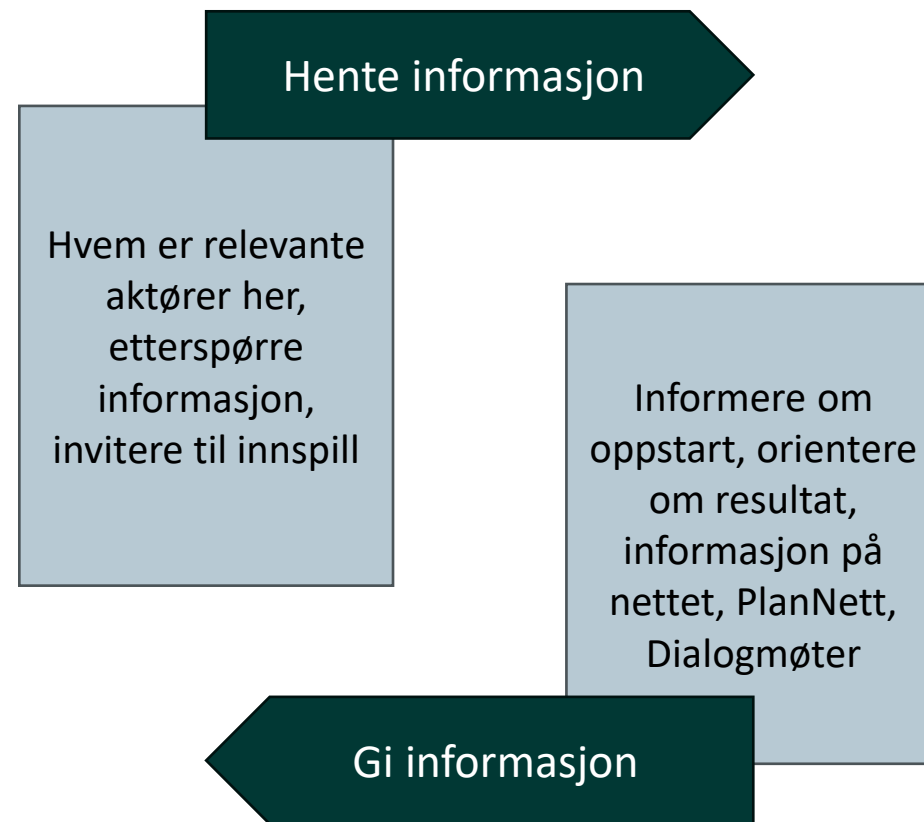 Hente informasjon
Hvem er relevante
aktører her,
etterspørre
informasjon,
invitere til innspill
Informere om
oppstart, orientere
om resultat,
informasjon på
nettet, PlanNett,
Dialogmøter
Gi informasjon